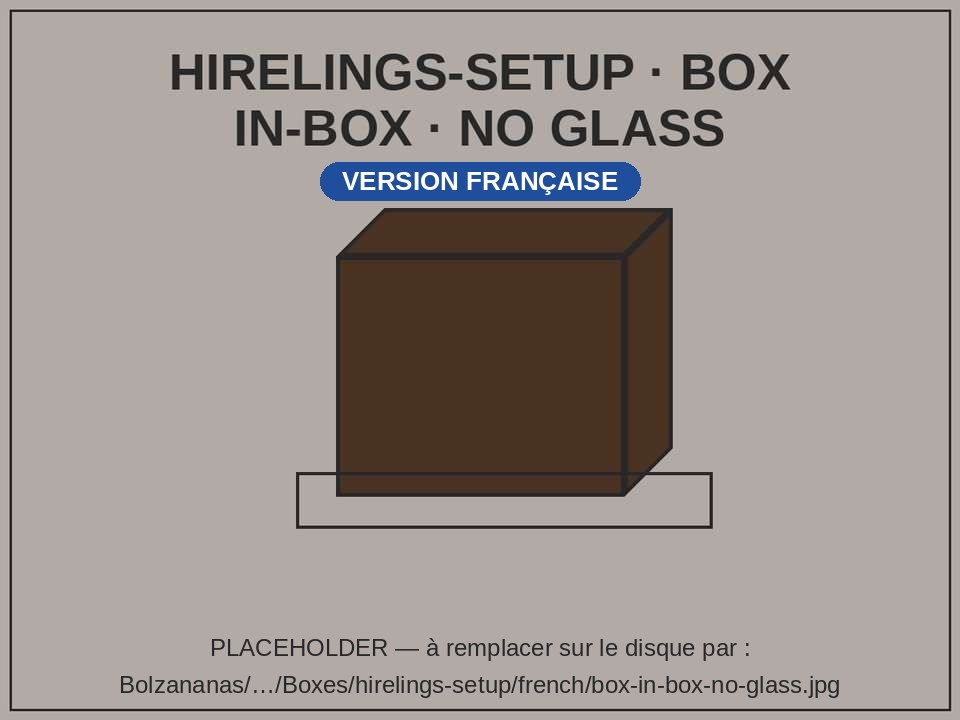 HIRELINGS-SETUP · BOX
IN-BOX · NO GLASS
VERSION FRANÇAISE
PLACEHOLDER — à remplacer sur le disque par :
Bolzananas/…/Boxes/hirelings-setup/french/box-in-box-no-glass.jpg